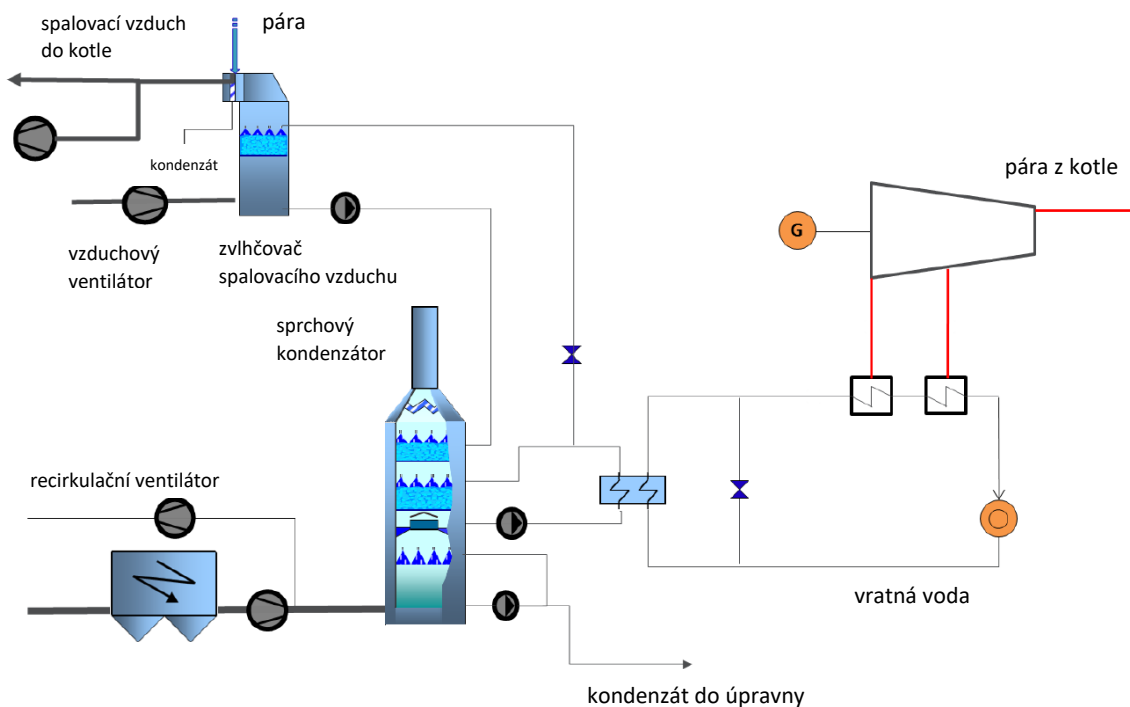 spalovací vzduch
do kotle
pára
kondenzát
vzduchový
ventilátor
zvlhčovač
spalovacího vzduchu
pára z kotle
G
sprchový
kondenzátor
recirkulační ventilátor
vratná voda
kondenzát do úpravny